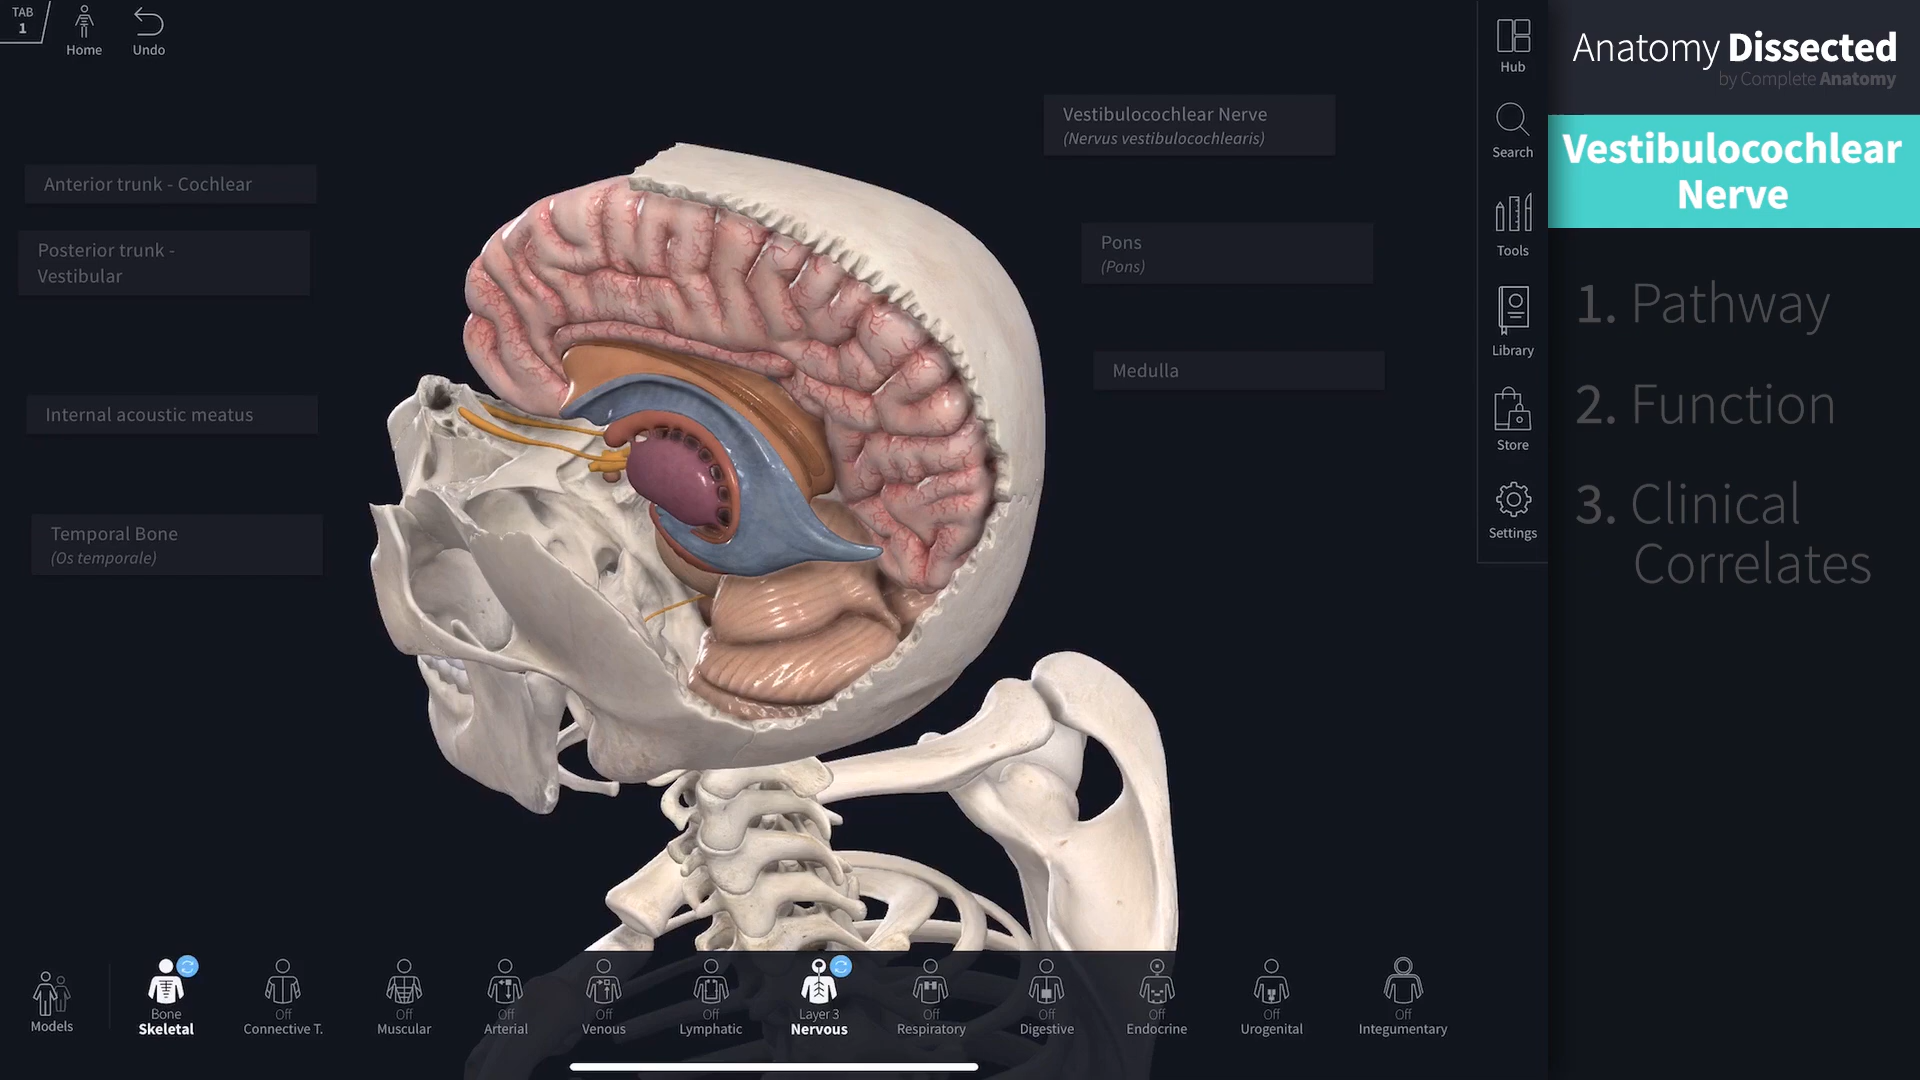 TAB
1
Home
Undo
Anterior trunk - Cochlear
Posterior trunk -
Vestibular
Internal acoustic meatus
Temporal Bone
(Os temporale)
Vestibulocochlear Nerve
(Nervus vestibulocochlearis)
Pons
(Pons)
Medulla
Hub
Search
Tools
Library
Store
Settings
Anatomy Dissected
by Complete Anatomy
Vestibulocochlear
Nerve
1. Pathway
2. Function
3. Clinical
Correlates
Models
Bone
Skeletal
Off
Connective T.
Off
Muscular
Off
Arterial
Off
Venous
Off
Lymphatic
Layer 3
Nervous
Off
Respiratory
Off
Digestive
Off
Endocrine
Off
Urogenital
Off
Integumentary